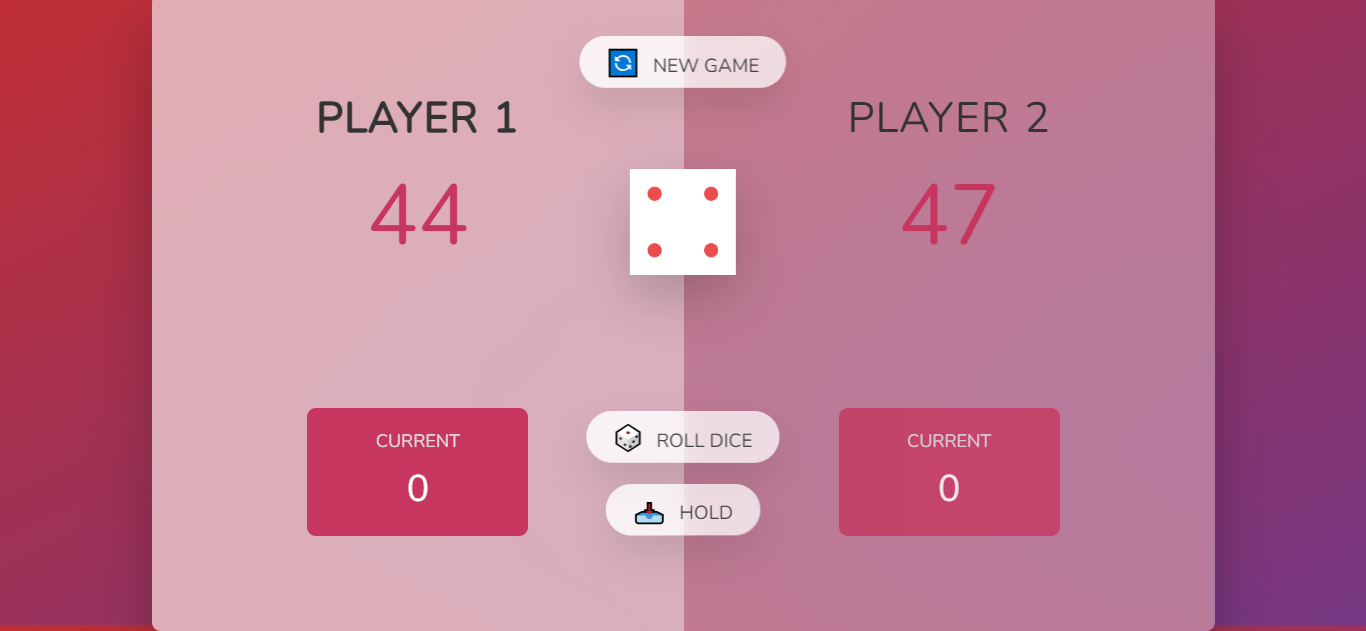 NEW GAME
PLAYER 1
44
PLAYER 2
47
CURRENT
0
ROLL DICE
HOLD
CURRENT
0